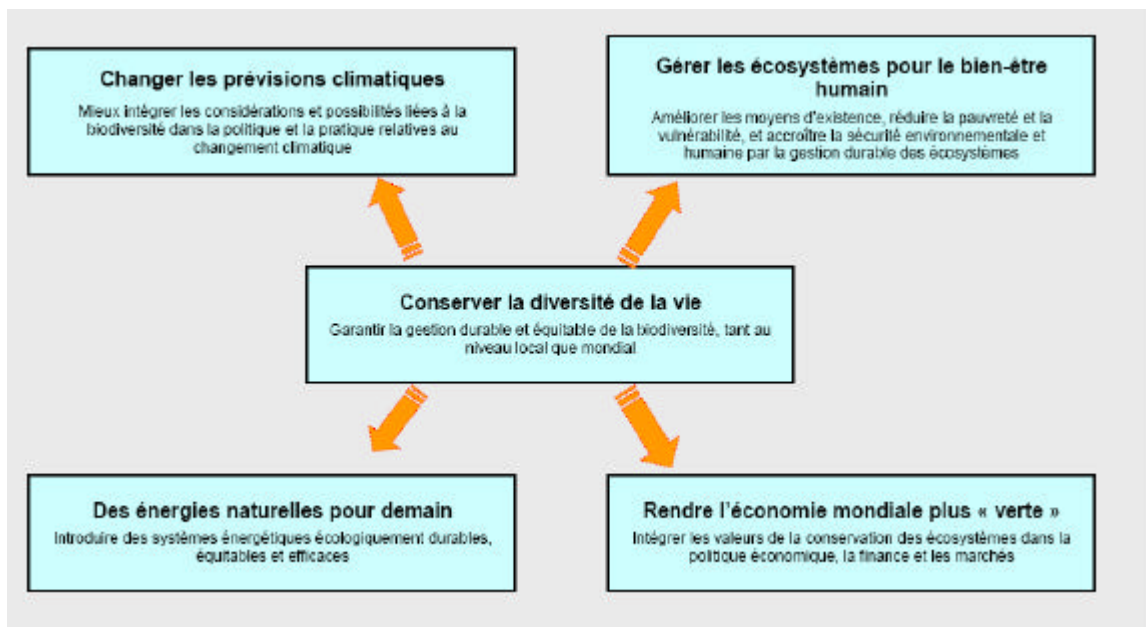 Changer les prévisions climatiques
Mieux intégrer les considérations et possibilités liées à la
biodiversité dans la politique et la pratique relatives au
changement climatique
Gérer les écosystèmes pour le bien-être
humain
Améliorer les moyens d'existence, réduire la pauvreté et la
vulnérabilité, et accroître la sécurité environnementale et
humaine par la gestion durable des écosystèmes
Conserver la diversité de la vie
Garantir la gestion durable et équitable de la biodiversité, tant au
niveau local que mondial
Des énergies naturelles pour demain
Introduire des systèmes énergétiques écologiquement durables,
équitables et efficaces
Rendre l'économie mondiale plus « verte »
Intégrer les valeurs de la conservation des écosystèmes dans la
politique économique, la finance et les marchés